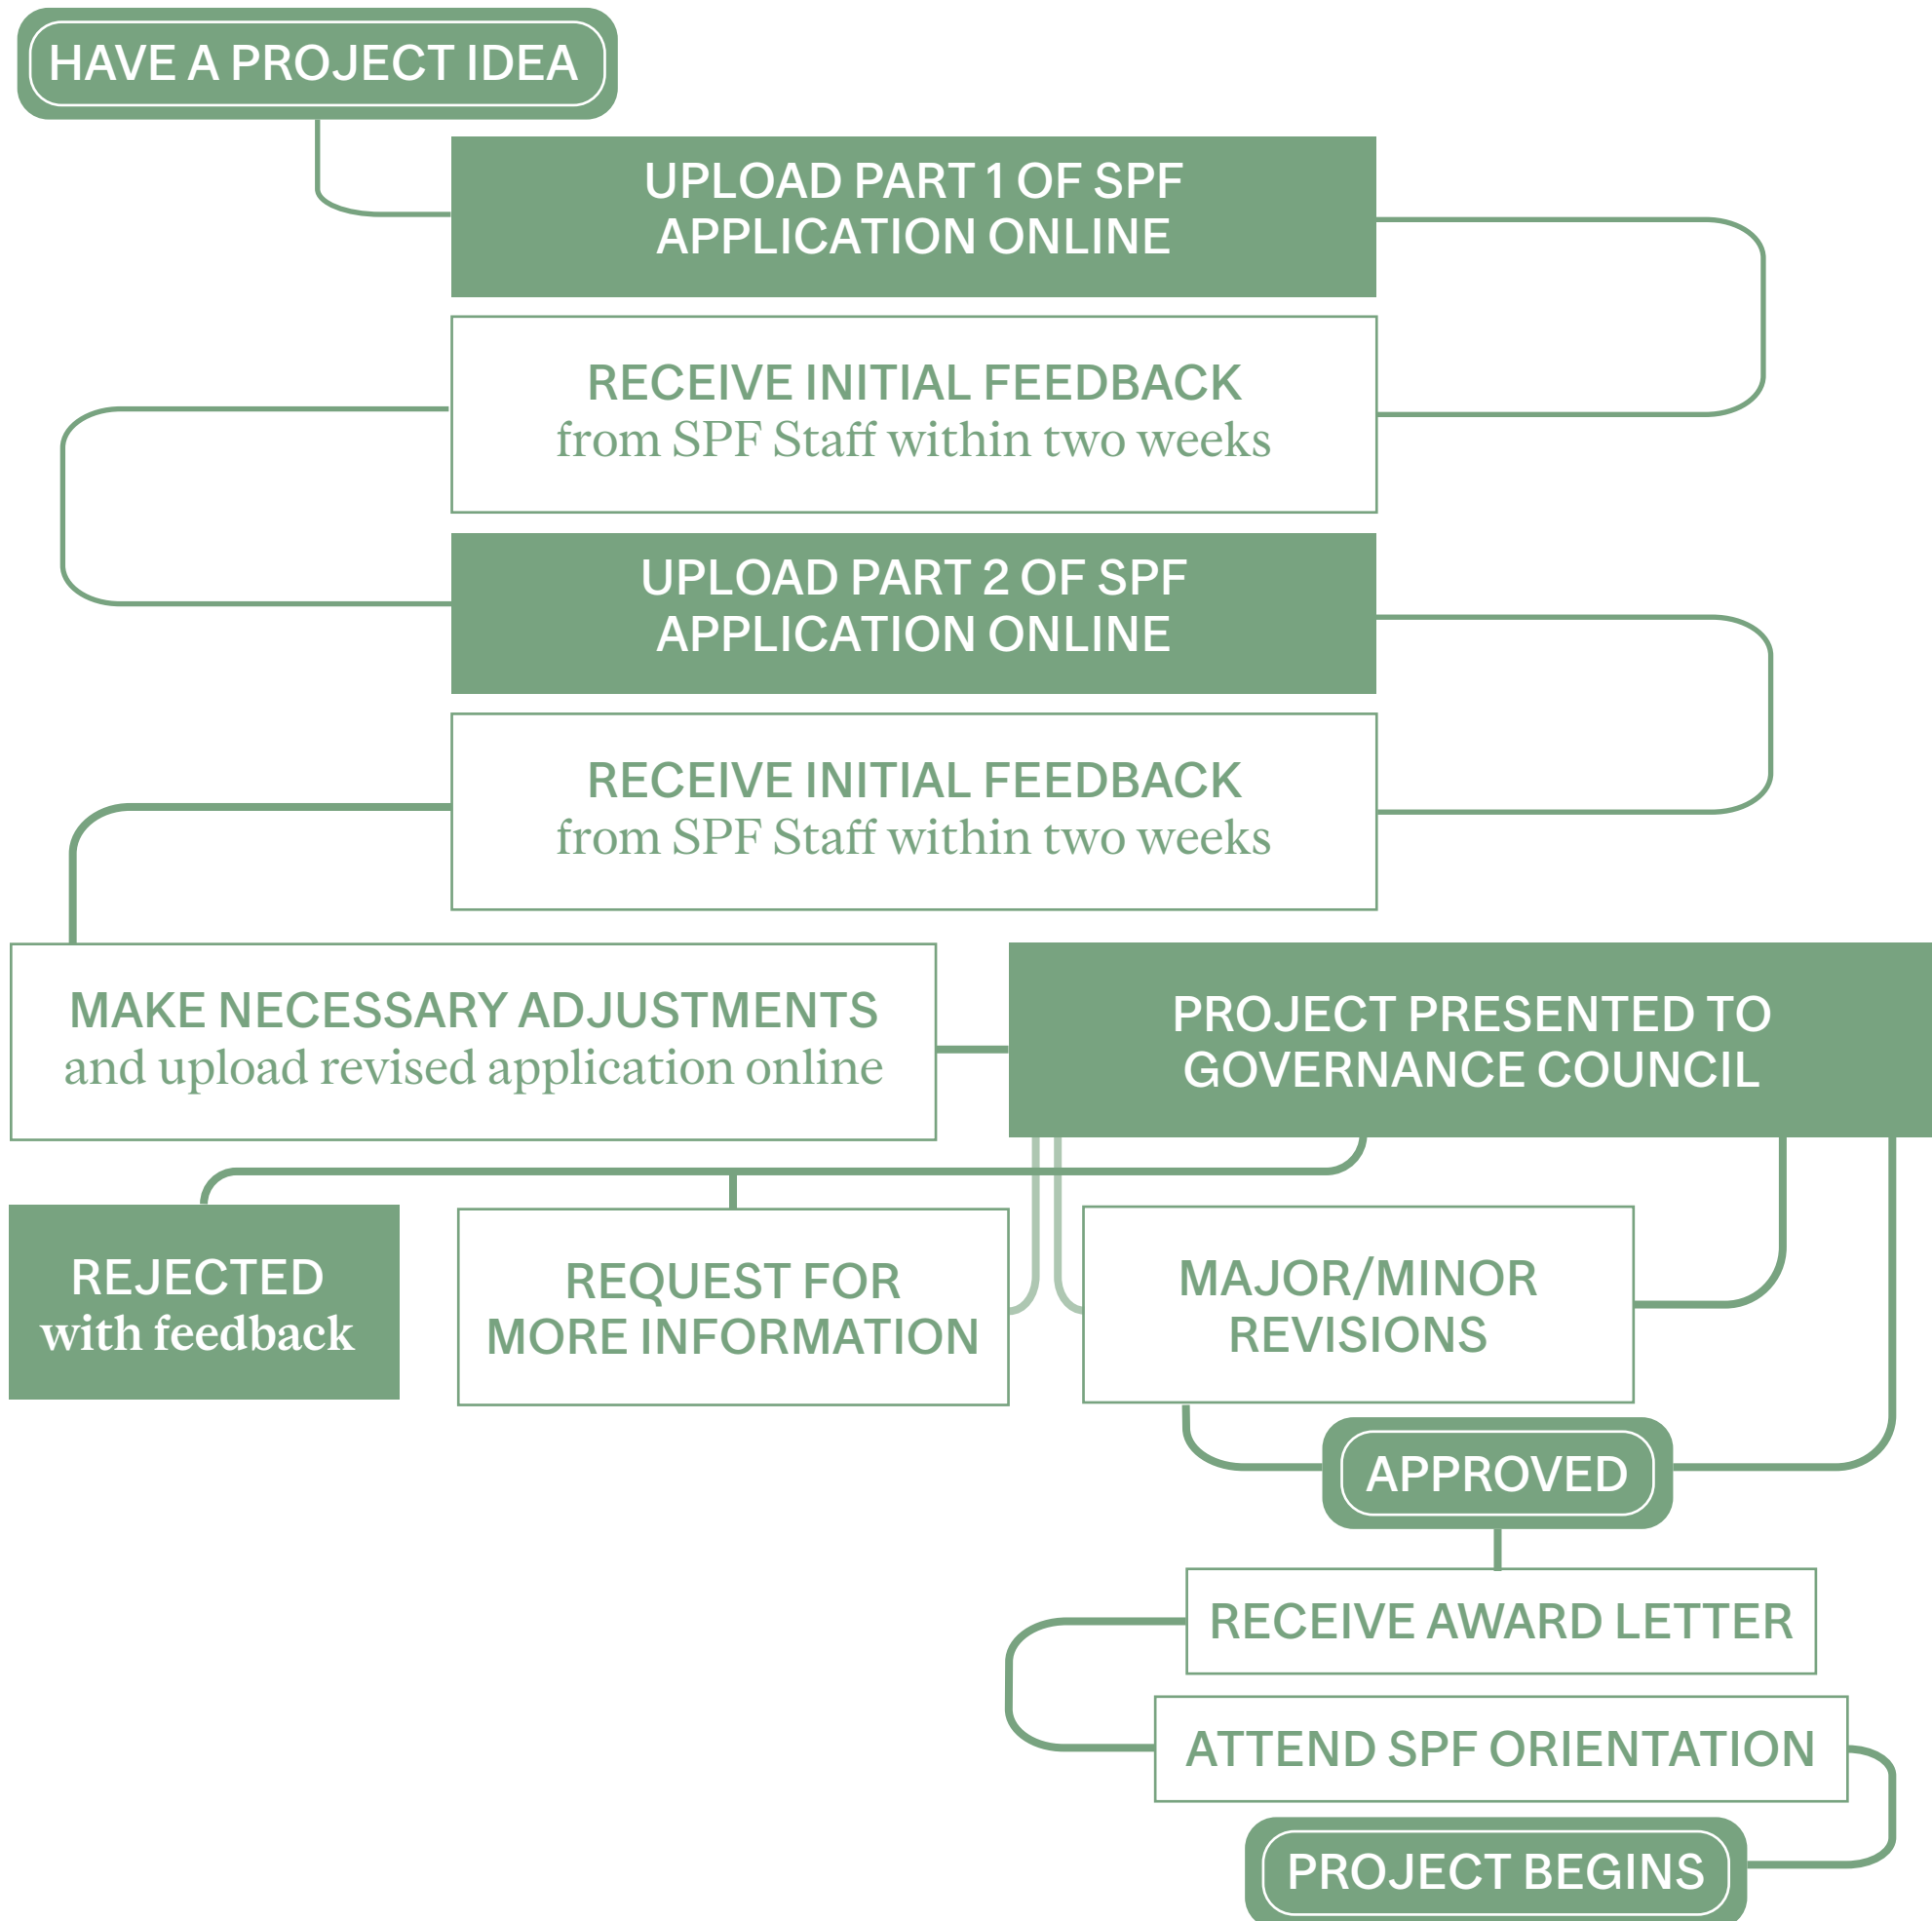 HAVE A PROJECT IDEA
UPLOAD PART 1 OF SPF
APPLICATION ONLINE
RECEIVE INITIAL FEEDBACK
from SPF Staff within two weeks
UPLOAD PART 2 OF SPF
APPLICATION ONLINE
RECEIVE INITIAL FEEDBACK
from SPF Staff within two weeks
MAKE NECESSARY ADJUSTMENTS
and upload revised application online
PROJECT PRESENTED TO
GOVERNANCE COUNCIL
REJECTED
with feedback
REQUEST FOR
MORE INFORMATION
MAJOR/MINOR
REVISIONS
APPROVED
RECEIVE AWARD LETTER
ATTEND SPF ORIENTATION
PROJECT BEGINS